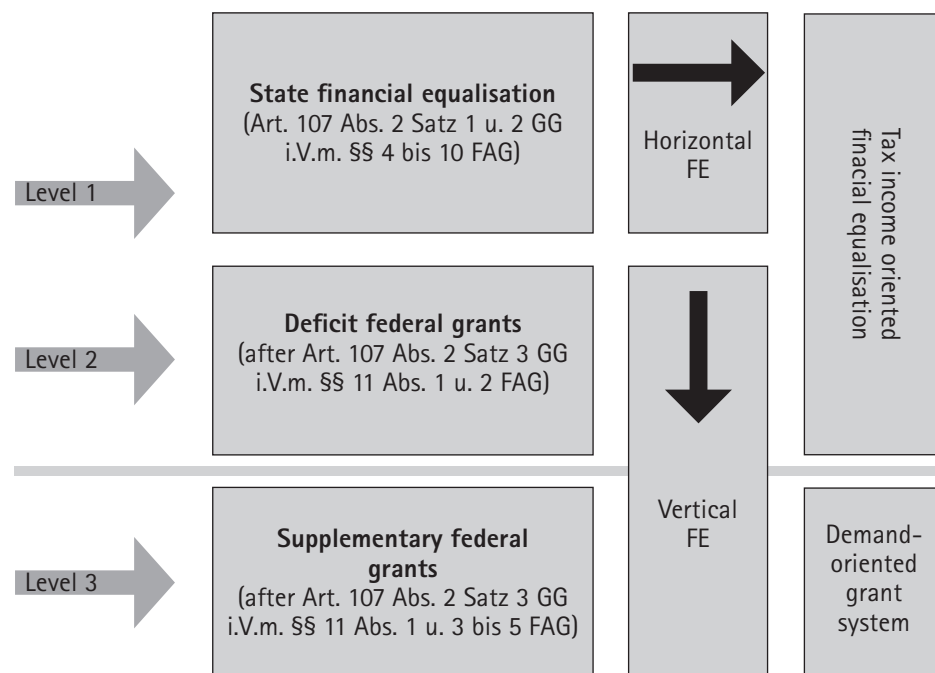 Level 1
State financial equalisation
(Art. 107 Abs. 2 Satz 1 u. 2 GG
i.V.m. §§ 4 bis 10 FAG)
Horizontal
FE
Tax income oriented
finacial equalisation
Level 2
Deficit federal grants
(after Art. 107 Abs. 2 Satz 3 GG
i.V.m. §§ 11 Abs. 1 u. 2 FAG)
Vertical
FE
Level 3
Supplementary federal
grants
(after Art. 107 Abs. 2 Satz 3 GG
i.V.m. §§ 11 Abs. 1 u. 3 bis 5 FAG)
Demand-
oriented
grant
system